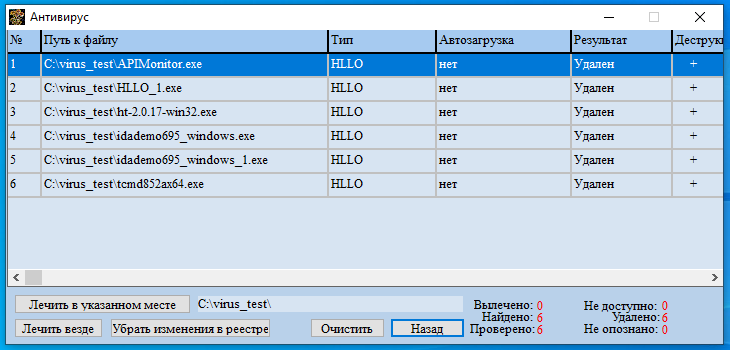 Антивирус
№ Путь к файлу Тип Автозагрузка Результат Деструк
1 C:\virus_test\APIMonitor.exe HLLO нет Удален +
2 C:\virus_test\HLLO_1.exe HLLO нет Удален +
3 C:\virus_test\ht-2.0.17-win32.exe HLLO нет Удален +
4 C:\virus_test\idademo695_windows.exe HLLO нет Удален +
5 C:\virus_test\idademo695_windows_1.exe HLLO нет Удален +
6 C:\virus_test\tcmd852ax64.exe HLLO нет Удален +
Лечить в указанном месте C:\virus_test\ Вылечено: 0 Не доступно: 0
Найдено: 6 Удалено: 6
Лечить везде Убрать изменения в реестре Очистить Назад Проверено: 6 Не опознано: 0